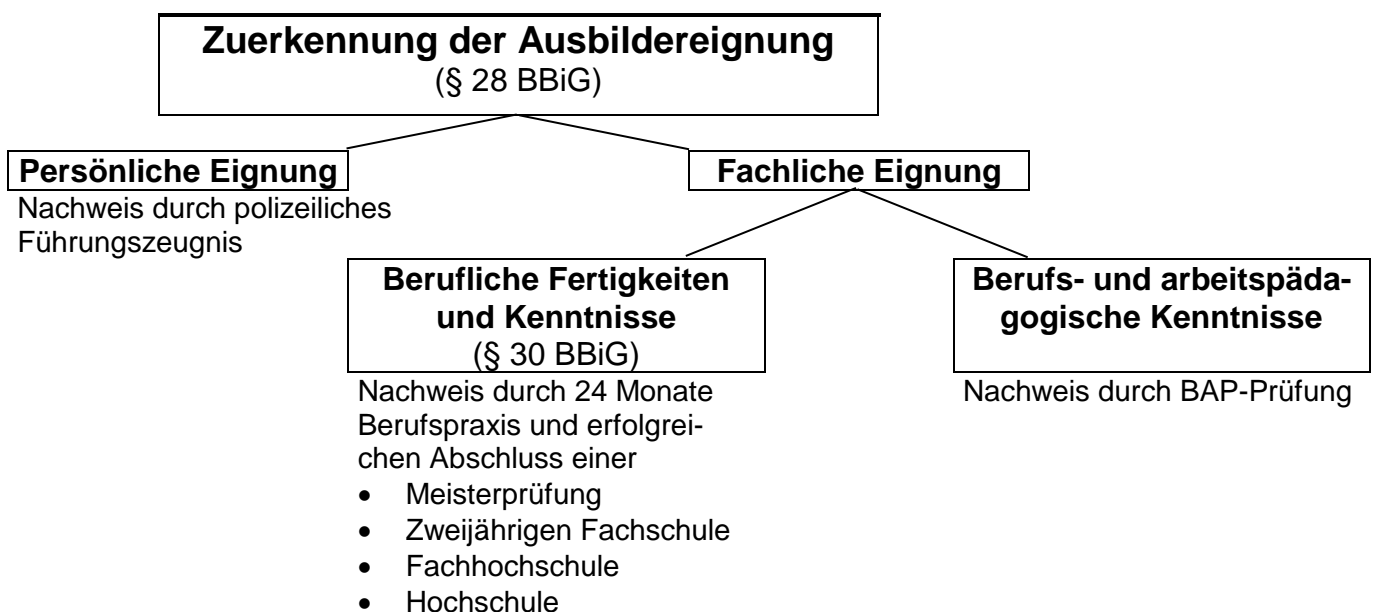 Zuerkennung der Ausbildereignung
(§ 28 BBiG)
Persönliche Eignung
Nachweis durch polizeiliches
Führungszeugnis
Fachliche Eignung
Berufliche Fertigkeiten
und Kenntnisse
(§ 30 BBiG)
Nachweis durch 24 Monate
Berufspraxis und erfolgrei-
chen Abschluss einer
• Meisterprüfung
• Zweijährigen Fachschule
• Fachhochschule
• Hochschule
Berufs- und arbeitspäda-
gogische Kenntnisse
Nachweis durch BAP-Prüfung